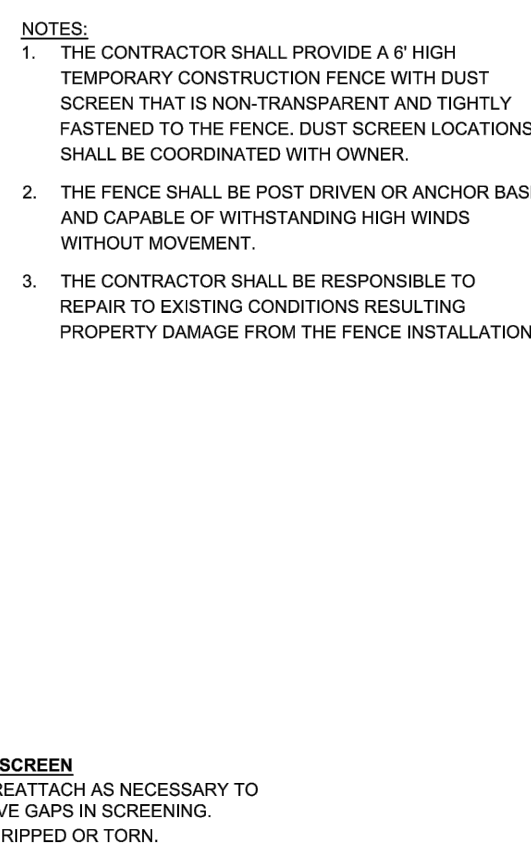 NOTES:
1. THE CONTRACTOR SHALL PROVIDE A 6' HIGH
TEMPORARY CONSTRUCTION FENCE WITH DUST
SCREEN THAT IS NON-TRANSPARENT AND TIGHTLY
FASTENED TO THE FENCE. DUST SCREEN LOCATIONS
SHALL BE COORDINATED WITH OWNER.
2. THE FENCE SHALL BE POST DRIVEN OR ANCHOR BAS
AND CAPABLE OF WITHSTANDING HIGH WINDS
WITHOUT MOVEMENT.
3. THE CONTRACTOR SHALL BE RESPONSIBLE TO
REPAIR TO EXISTING CONDITIONS RESULTING
PROPERTY DAMAGE FROM THE FENCE INSTALLATION
SCREEN
REATTACH AS NECESSARY TO
VE GAPS IN SCREENING.
RIPPED OR TORN.